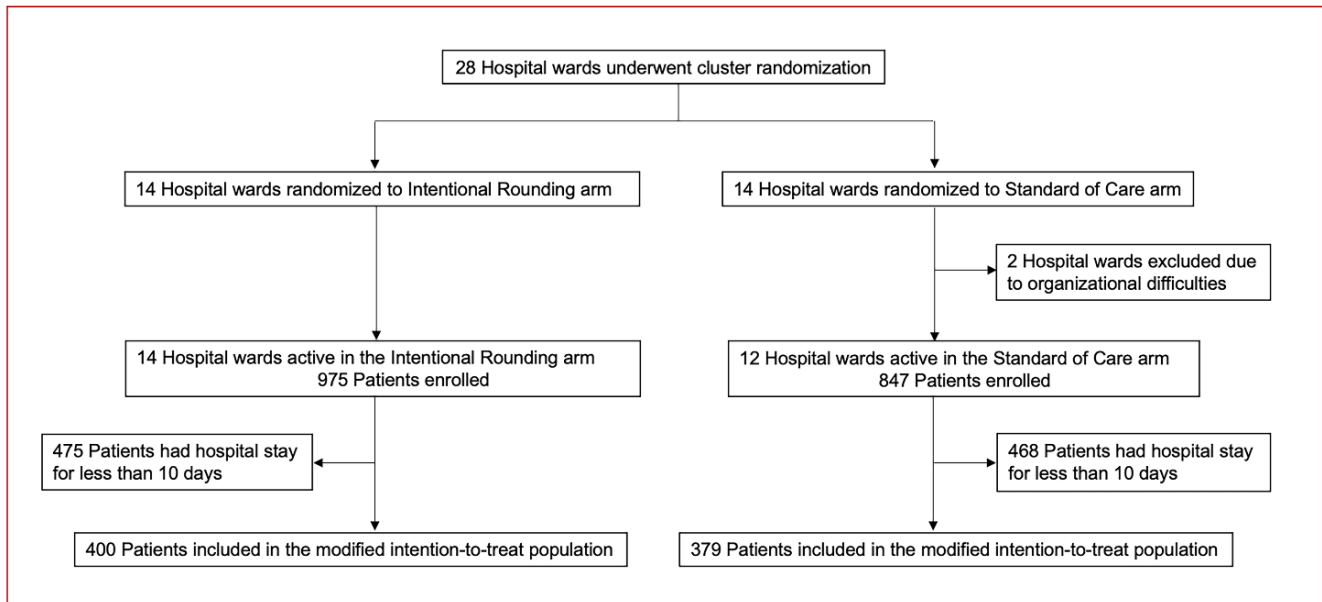 28 Hospital wards underwent cluster randomization
14 Hospital wards randomized to Intentional Rounding arm
14 Hospital wards randomized to Standard of Care arm
2 Hospital wards excluded due
to organizational difficulties
14 Hospital wards active in the Intentional Rounding arm
975 Patients enrolled
12 Hospital wards active in the Standard of Care arm
847 Patients enrolled
475 Patients had hospital stay
for less than 10 days
468 Patients had hospital stay
for less than 10 days
400 Patients included in the modified intention-to-treat population
379 Patients included in the modified intention-to-treat population